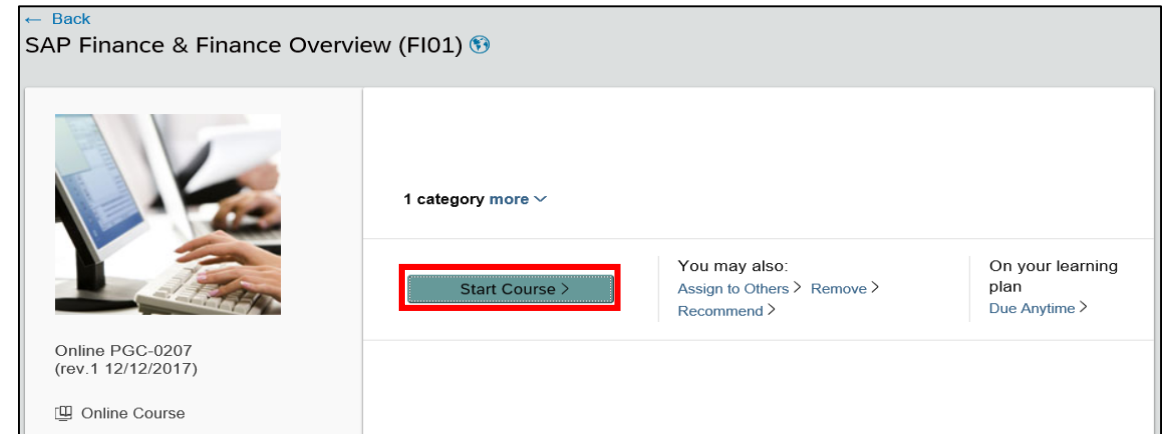 ← Back
SAP Finance & Finance Overview (FI01)
1 category more
Start Course >
You may also:
Assign to Others > Remove >
Recommend >
On your learning
plan
Due Anytime >
Online PGC-0207
(rev.1 12/12/2017)
Online Course